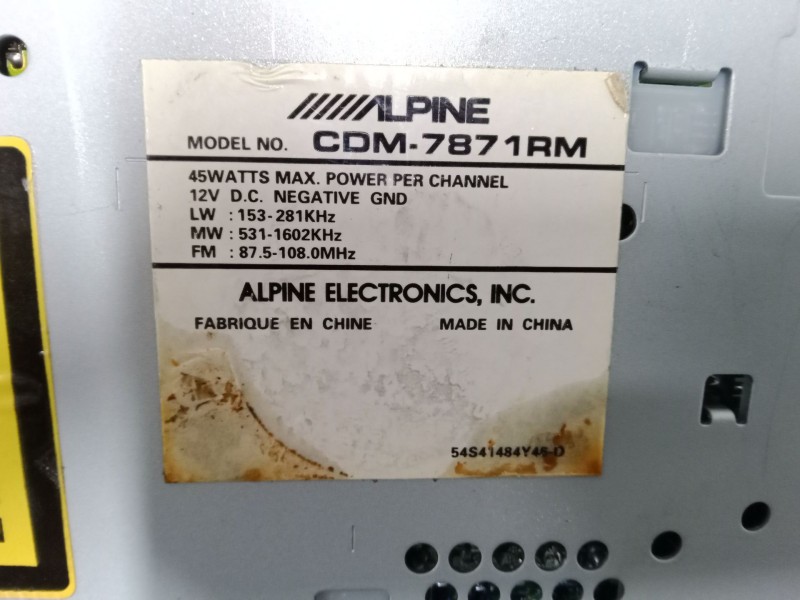 ALPINE
MODEL NO. CDM-7871RM
45WATTS MAX. POWER PER CHANNEL
12V D.C. NEGATIVE GND
LW : 153-281KHz
MW : 531-1602KHz
FM : 87.5-108.0MHz
ALPINE ELECTRONICS, INC.
FABRIQUE EN CHINE MADE IN CHINA
54S41484Y46-D